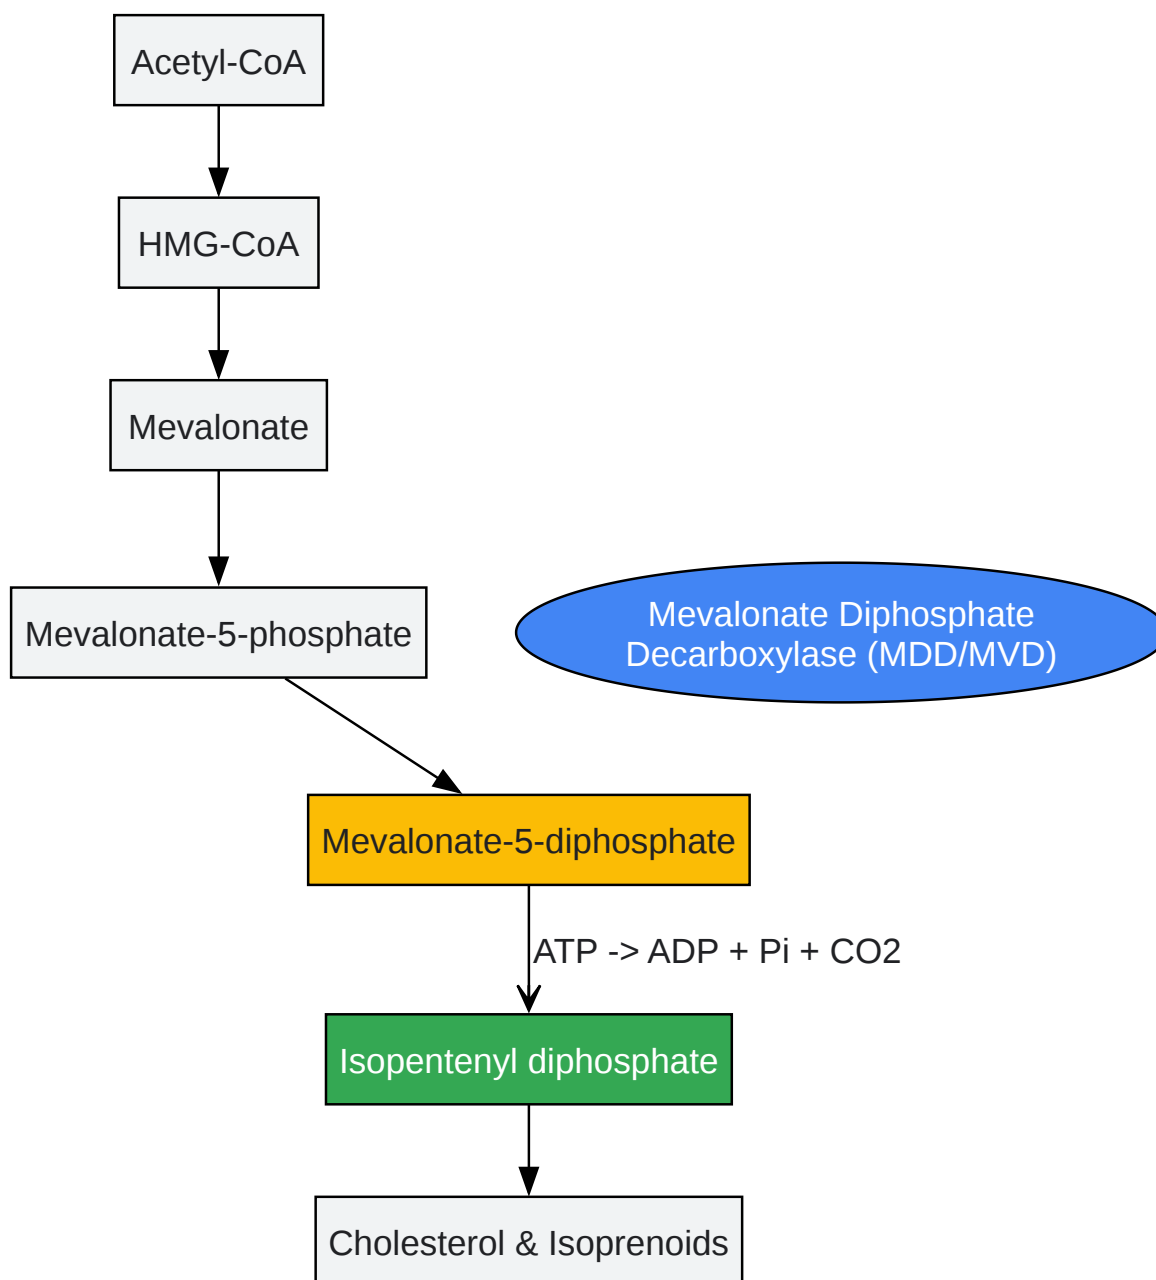 Acetyl-CoA
HMG-CoA
Mevalonate
Mevalonate-5-phosphate
Mevalonate Diphosphate
Decarboxylase (MDD/MVD)
Mevalonate-5-diphosphate
ATP -> ADP + Pi + CO2
Isopentenyl diphosphate
Cholesterol & Isoprenoids